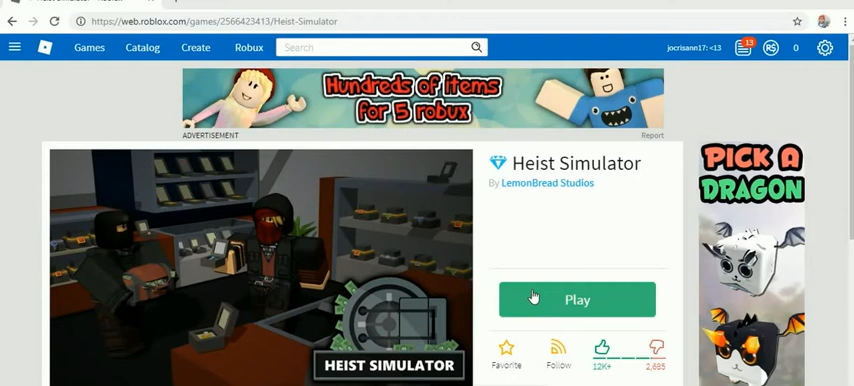 https://web.roblox.com/games/2566423413/Heist-Simulator
Games
Catalog
Create
Robux
Search
jocrisann17: <13
13
R$
0
Hundreds of items
for 5 robux
ADVERTISEMENT
Report
Heist Simulator
By LemonBread Studios
PICK A
DRAGON
Play
HEIST SIMULATOR
Favorite
Follow
12K+
2,685